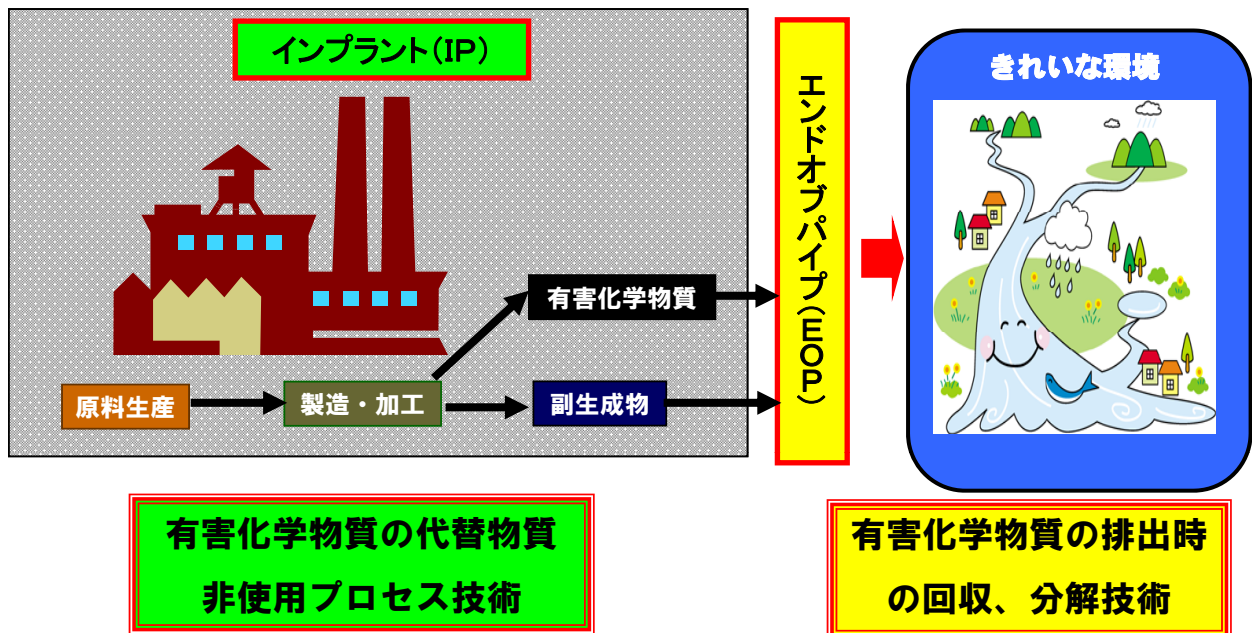 インプラント（IP）
エンドオブパイプ（EOP）
きれいな環境
有害化学物質
原料生産
製造・加工
副生成物
有害化学物質の代替物質
非使用プロセス技術
有害化学物質の排出時
の回収、分解技術